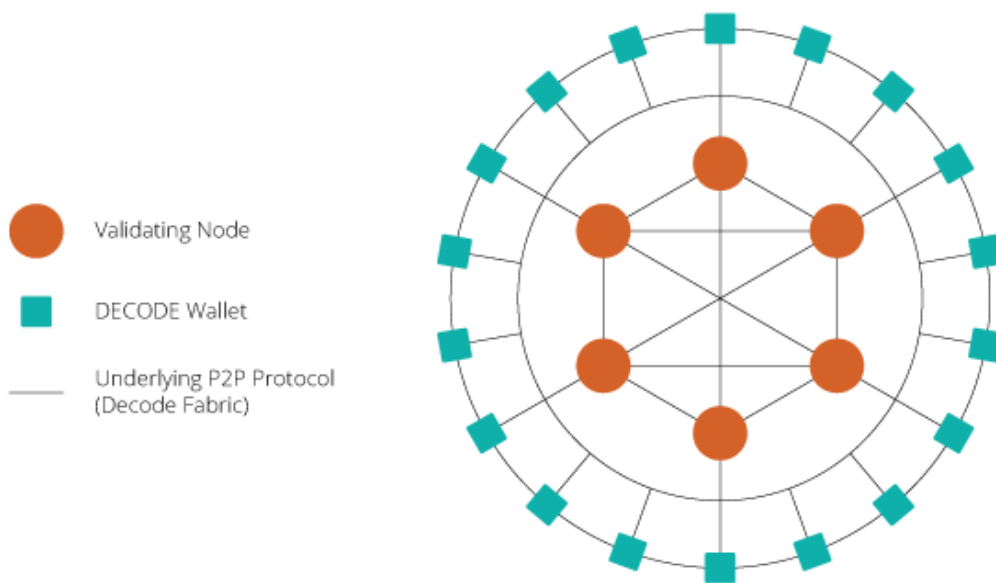 Validating Node
DECODE Wallet
Underlying P2P Protocol
(Decode Fabric)